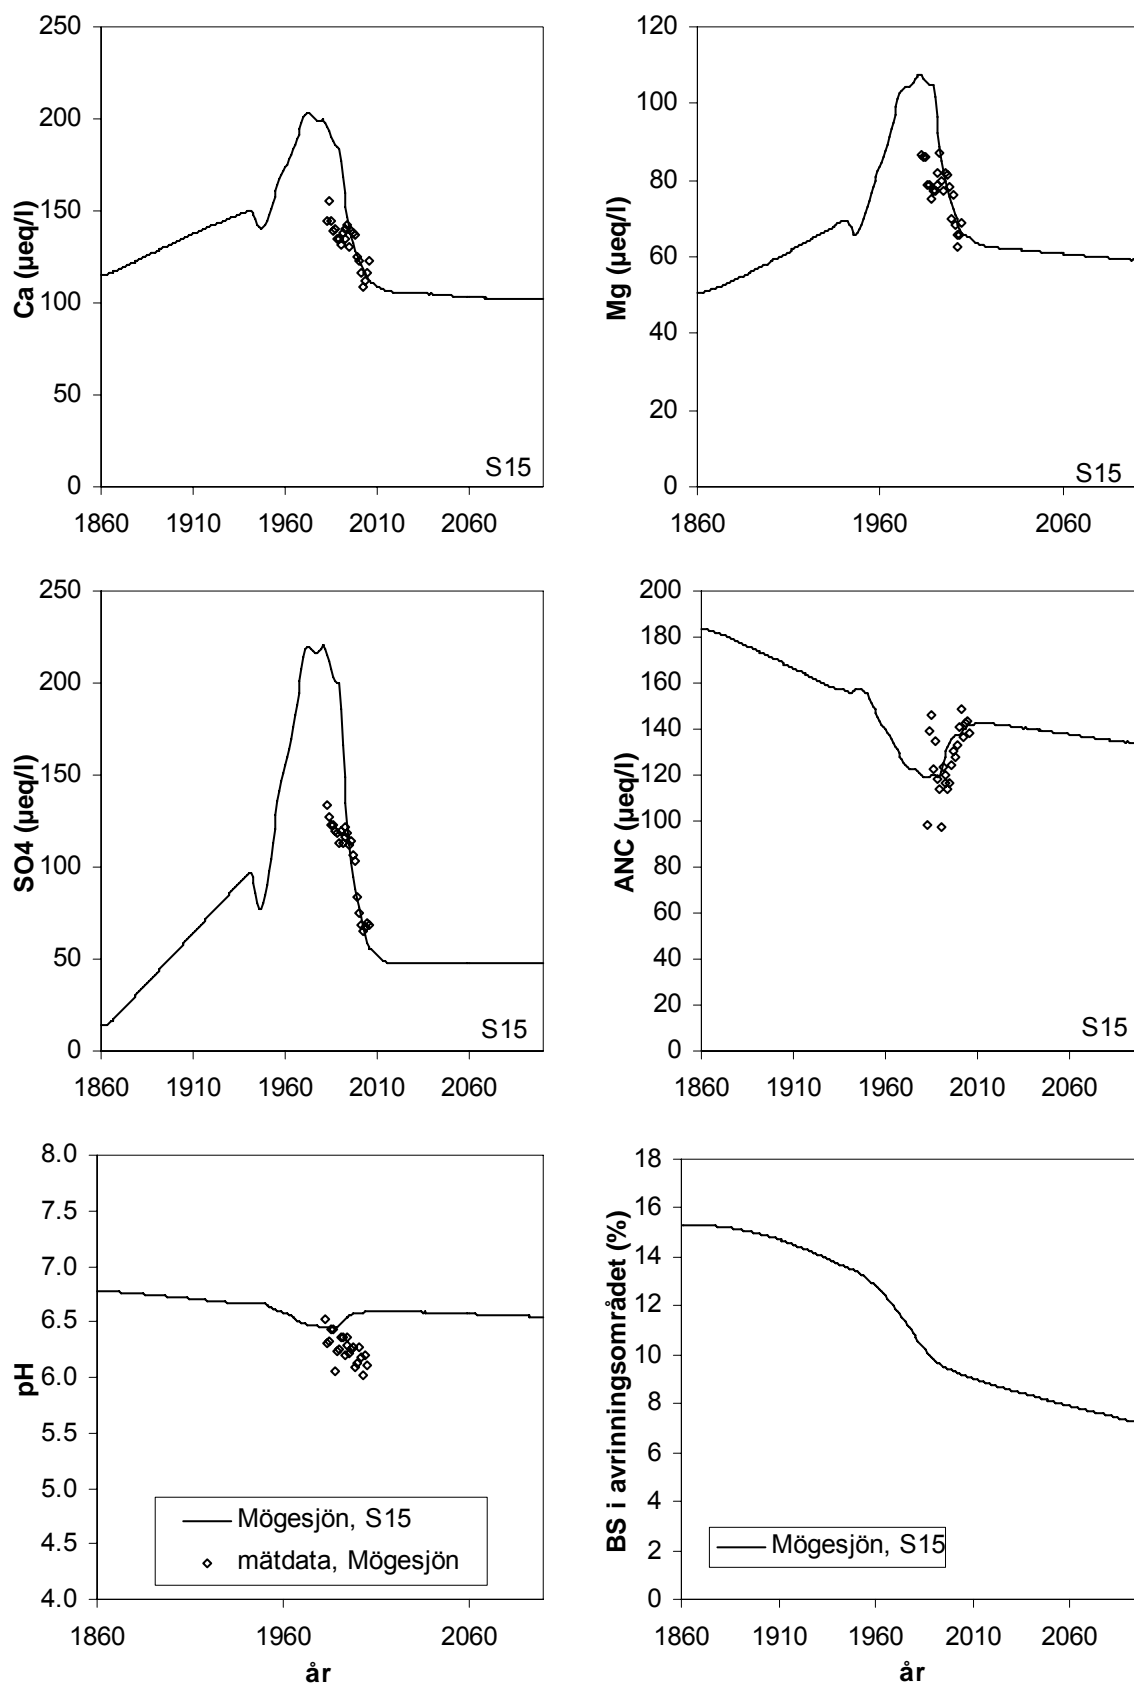 250
200
150
100
50
0
Ca (µeq/l)
S15
1860 1910 1960 2010 2060
120
100
80
60
40
20
0
Mg (µeq/l)
S15
1860 1960 2060
250
200
150
100
50
0
SO4 (µeq/l)
S15
1860 1910 1960 2010 2060
200
180
160
140
120
100
80
60
40
20
0
ANC (µeq/l)
S15
1860 1910 1960 2010 2060
8.0
7.5
7.0
6.5
6.0
5.5
5.0
4.5
4.0
pH
Mögesjön, S15
mätdata, Mögesjön
1860 1960 2060
år
18
16
14
12
10
8
6
4
2
0
BS i avrinningsområdet (%)
Mögesjön, S15
1860 1910 1960 2010 2060
år